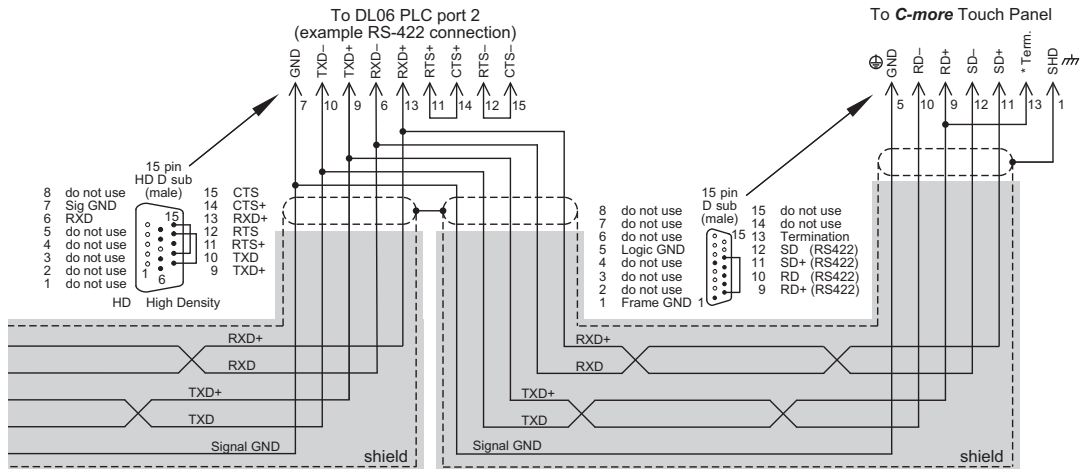 To DL06 PLC port 2
(example RS-422 connection)
GND
TXD–
TXD+
RXD–
RXD+
RTS+
CTS+
RTS–
CTS–
7
10
9
6
13
11
14
12
15
To C-more Touch Panel
GND
RD–
RD+
SD–
SD+
* Term.
SHD
5
10
9
12
11
13
1
15 pin
HD D sub
(male)
8 do not use
7 Sig GND
6 RXD
5 do not use
4 do not use
3 do not use
2 do not use
1 do not use
15
1
6
15 CTS
14 CTS+
13 RXD+
12 RTS
11 RTS+
10 TXD
9 TXD+
HD High Density
15 pin
D sub
(male)
8 do not use
7 do not use
6 do not use
5 Logic GND
4 do not use
3 do not use
2 do not use
1 Frame GND
15
1
15 do not use
14 do not use
13 Termination
12 SD (RS422)
11 SD+ (RS422)
10 RD (RS422)
9 RD+ (RS422)
RXD+
RXD
TXD+
TXD
Signal GND
shield
RXD+
RXD
TXD+
TXD
Signal GND
shield